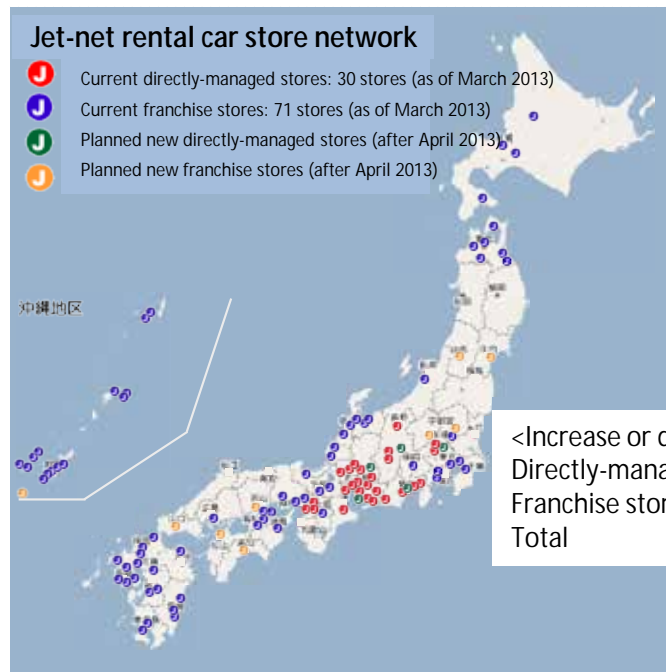 Jet-net rental car store network
J Current directly-managed stores: 30 stores (as of March 2013)
J Current franchise stores: 71 stores (as of March 2013)
J Planned new directly-managed stores (after April 2013)
J Planned new franchise stores (after April 2013)
沖縄地区
<Increase or d
Directly-mana
Franchise stor
Total